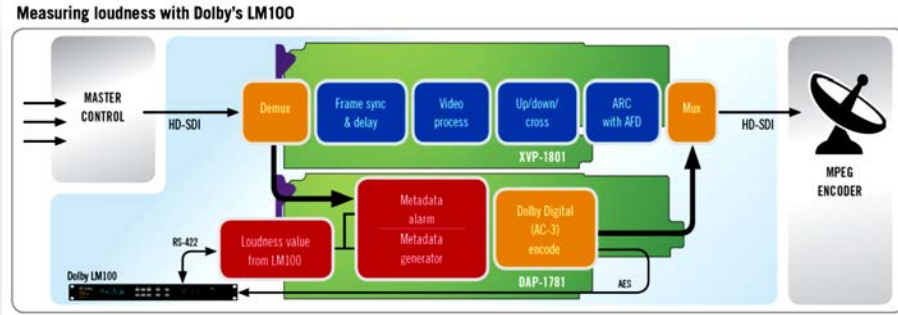 Measuring loudness with Dolby's LM100
MASTER
CONTROL
HD-SDI
Demux
Frame sync
& delay
Video
process
Up/down/
cross
ARC
with AFD
Mux
HD-SDI
MPEG
ENCODER
XVP-1801
Metadata
alarm
Metadata
generator
Dolby Digital
(AC-3)
encode
RS-422
Loudness value
from LM100
Dolby LM100
DAP-1781
AES